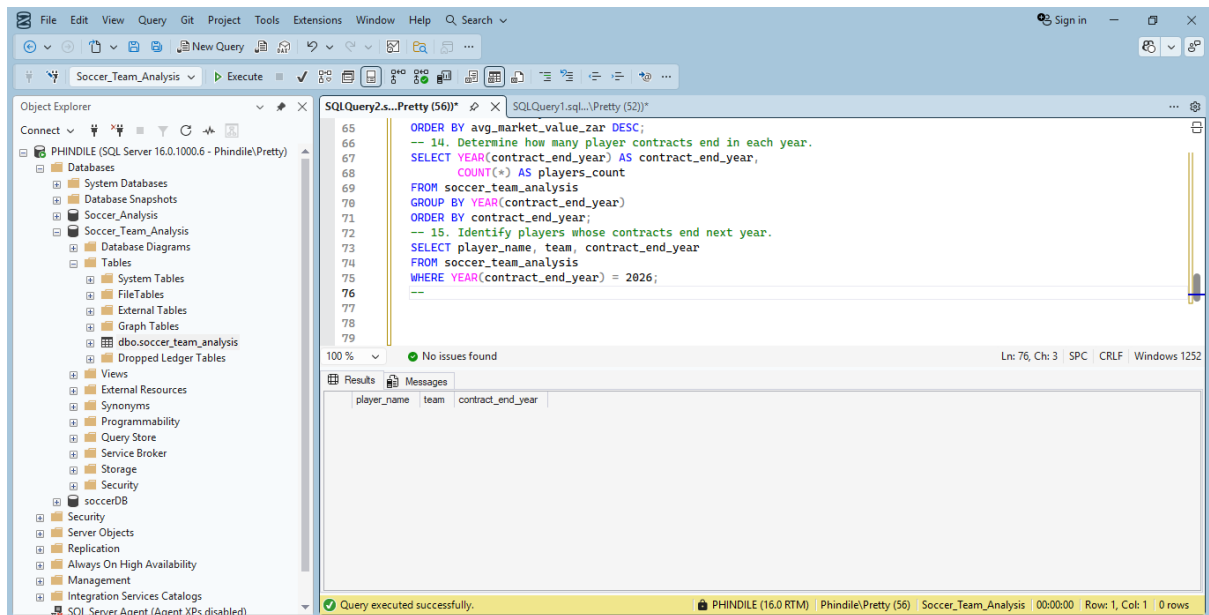 File Edit View Query Git Project Tools Extensions Window Help Search Sign in
New Query
Soccer_Team_Analysis Execute
Object Explorer
Connect
PHINDILE (SQL Server 16.0.1000.6 - Phindile\Pretty)
Databases
System Databases
Database Snapshots
Soccer_Analysis
Soccer_Team_Analysis
Database Diagrams
Tables
System Tables
FileTables
External Tables
Graph Tables
dbo.soccer_team_analysis
Dropped Ledger Tables
Views
External Resources
Synonyms
Programmability
Query Store
Service Broker
Storage
Security
soccerDB
Security
Server Objects
Replication
Always On High Availability
Management
Integration Services Catalogs
SQL Server Agent (Agent XPs disabled)
SQLQuery2.s...Pretty (56))* SQLQuery1.sql...\Pretty (52))*
65 ORDER BY avg_market_value_zar DESC;
66 -- 14. Determine how many player contracts end in each year.
67 SELECT YEAR(contract_end_year) AS contract_end_year,
68 COUNT(*) AS players_count
69 FROM soccer_team_analysis
70 GROUP BY YEAR(contract_end_year)
71 ORDER BY contract_end_year;
72 -- 15. Identify players whose contracts end next year.
73 SELECT player_name, team, contract_end_year
74 FROM soccer_team_analysis
75 WHERE YEAR(contract_end_year) = 2026;
76 --
77
78
79
100 % No issues found Ln: 76, Ch: 3 SPC CRLF Windows 1252
Results Messages
player_name team contract_end_year
Query executed successfully. PHINDILE (16.0 RTM) Phindile\Pretty (56) Soccer_Team_Analysis 00:00:00 Row: 1, Col: 1 0 rows